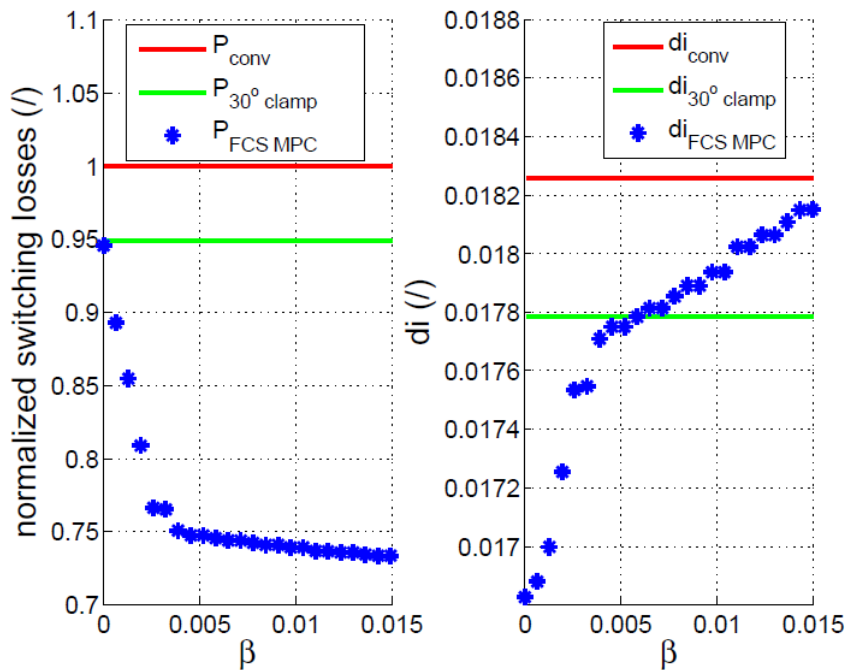 normalized switching losses (/)
1.1
1.05
1
0.95
0.9
0.85
0.8
0.75
0.7
P conv
P 30° clamp
P FCS MPC
0 0.005 0.01 0.015
β
di (/)
0.0188
0.0186
0.0184
0.0182
0.018
0.0178
0.0176
0.0174
0.0172
0.017
di conv
di 30° clamp
di FCS MPC
0 0.005 0.01 0.015
β